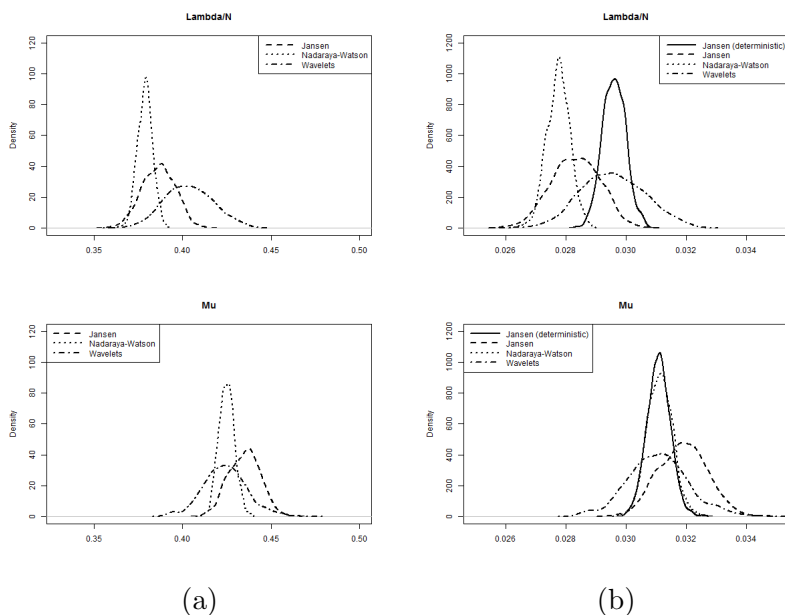 Lambda/N
Density
0 20 40 60 80 100 120
Jansen
Nadaraya-Watson
Wavelets
0.35 0.40 0.45 0.50
Lambda/N
Density
0 200 400 600 800 1000 1200
Jansen (deterministic)
Jansen
Nadaraya-Watson
Wavelets
0.026 0.028 0.030 0.032 0.034
Mu
Density
0 20 40 60 80 100 120
Jansen
Nadaraya-Watson
Wavelets
0.35 0.40 0.45 0.50
Mu
Density
0 200 400 600 800 1000 1200
Jansen (deterministic)
Jansen
Nadaraya-Watson
Wavelets
0.026 0.028 0.030 0.032 0.034
(a)
(b)